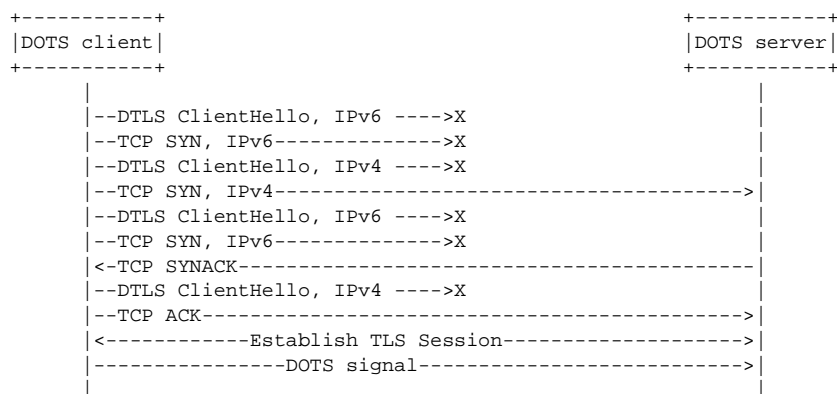 +-----------+                                     +-----------+
|DOTS client|                                     |DOTS server|
+-----------+                                     +-----------+
      |                                                 |
      |--DTLS ClientHello, IPv6 ---->X                  |
      |--TCP SYN, IPv6-------------->X                  |
      |--DTLS ClientHello, IPv4 ---->X                  |
      |--TCP SYN, IPv4--------------------------------------->|
      |--DTLS ClientHello, IPv6 ---->X                  |
      |--TCP SYN, IPv6-------------->X                  |
      |<-TCP SYNACK-------------------------------------------|
      |--DTLS ClientHello, IPv4 ---->X                  |
      |--TCP ACK--------------------------------------------->|
      |<------------Establish TLS Session-------------------->|
      |----------------DOTS signal--------------------------->|
      |                                                 |